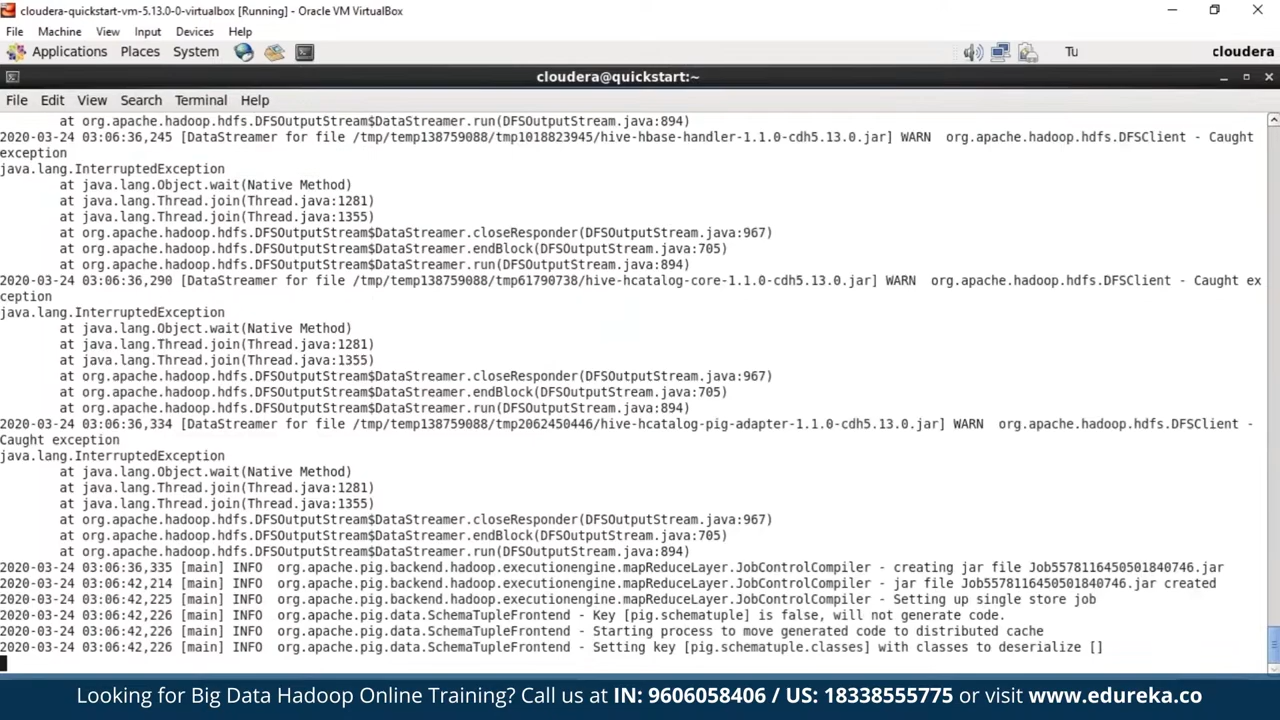 cloudera-quickstart-vm-5.13.0-0-virtualbox [Running] - Oracle VM VirtualBox
File Machine View Input Devices Help
Applications Places System Tu cloudera
cloudera@quickstart:~
File Edit View Search Terminal Help
at org.apache.hadoop.hdfs.DFSOutputStream$DataStreamer.run(DFSOutputStream.java:894)
2020-03-24 03:06:36,245 [DataStreamer for file /tmp/temp138759088/tmp1018823945/hive-hbase-handler-1.1.0-cdh5.13.0.jar] WARN  org.apache.hadoop.hdfs.DFSClient - Caught
exception
java.lang.InterruptedException
at java.lang.Object.wait(Native Method)
at java.lang.Thread.join(Thread.java:1281)
at java.lang.Thread.join(Thread.java:1355)
at org.apache.hadoop.hdfs.DFSOutputStream$DataStreamer.closeResponder(DFSOutputStream.java:967)
at org.apache.hadoop.hdfs.DFSOutputStream$DataStreamer.endBlock(DFSOutputStream.java:705)
at org.apache.hadoop.hdfs.DFSOutputStream$DataStreamer.run(DFSOutputStream.java:894)
2020-03-24 03:06:36,290 [DataStreamer for file /tmp/temp138759088/tmp61790738/hive-hcatalog-core-1.1.0-cdh5.13.0.jar] WARN  org.apache.hadoop.hdfs.DFSClient - Caught ex
ception
java.lang.InterruptedException
at java.lang.Object.wait(Native Method)
at java.lang.Thread.join(Thread.java:1281)
at java.lang.Thread.join(Thread.java:1355)
at org.apache.hadoop.hdfs.DFSOutputStream$DataStreamer.closeResponder(DFSOutputStream.java:967)
at org.apache.hadoop.hdfs.DFSOutputStream$DataStreamer.endBlock(DFSOutputStream.java:705)
at org.apache.hadoop.hdfs.DFSOutputStream$DataStreamer.run(DFSOutputStream.java:894)
2020-03-24 03:06:36,334 [DataStreamer for file /tmp/temp138759088/tmp2062450446/hive-hcatalog-pig-adapter-1.1.0-cdh5.13.0.jar] WARN  org.apache.hadoop.hdfs.DFSClient -
Caught exception
java.lang.InterruptedException
at java.lang.Object.wait(Native Method)
at java.lang.Thread.join(Thread.java:1281)
at java.lang.Thread.join(Thread.java:1355)
at org.apache.hadoop.hdfs.DFSOutputStream$DataStreamer.closeResponder(DFSOutputStream.java:967)
at org.apache.hadoop.hdfs.DFSOutputStream$DataStreamer.endBlock(DFSOutputStream.java:705)
at org.apache.hadoop.hdfs.DFSOutputStream$DataStreamer.run(DFSOutputStream.java:894)
2020-03-24 03:06:36,335 [main] INFO  org.apache.pig.backend.hadoop.executionengine.mapReduceLayer.JobControlCompiler - creating jar file Job5578116450501840746.jar
2020-03-24 03:06:42,214 [main] INFO  org.apache.pig.backend.hadoop.executionengine.mapReduceLayer.JobControlCompiler - jar file Job5578116450501840746.jar created
2020-03-24 03:06:42,225 [main] INFO  org.apache.pig.backend.hadoop.executionengine.mapReduceLayer.JobControlCompiler - Setting up single store job
2020-03-24 03:06:42,226 [main] INFO  org.apache.pig.data.SchemaTupleFrontend - Key [pig.schematuple] is false, will not generate code.
2020-03-24 03:06:42,226 [main] INFO  org.apache.pig.data.SchemaTupleFrontend - Starting process to move generated code to distributed cache
2020-03-24 03:06:42,226 [main] INFO  org.apache.pig.data.SchemaTupleFrontend - Setting key [pig.schematuple.classes] with classes to deserialize []
Looking for Big Data Hadoop Online Training? Call us at IN: 9606058406 / US: 18338555775 or visit www.edureka.co